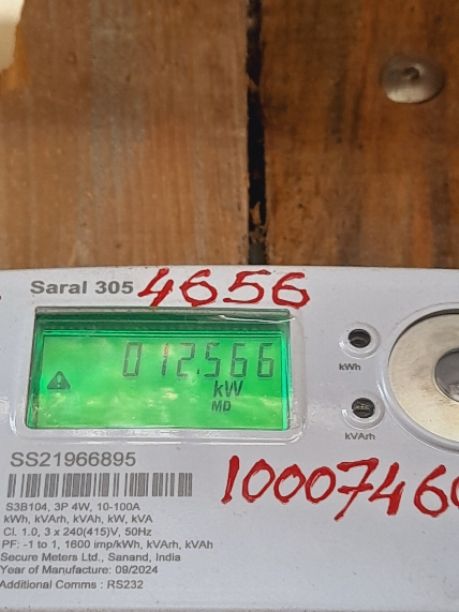 Saral 305 4656
012.566
kW
MD
kWh
kVArh
SS21966895
S3B104, 3P 4W, 10-100A
kWh, kVArh, kVAh, kW, kVA
Cl. 1.0, 3 x 240(415)V, 50Hz
PF: -1 to 1, 1600 imp/kWh, kVArh, kVAh
Secure Meters Ltd., Sanand, India
Year of Manufacture: 09/2024
Additional Comms : RS232